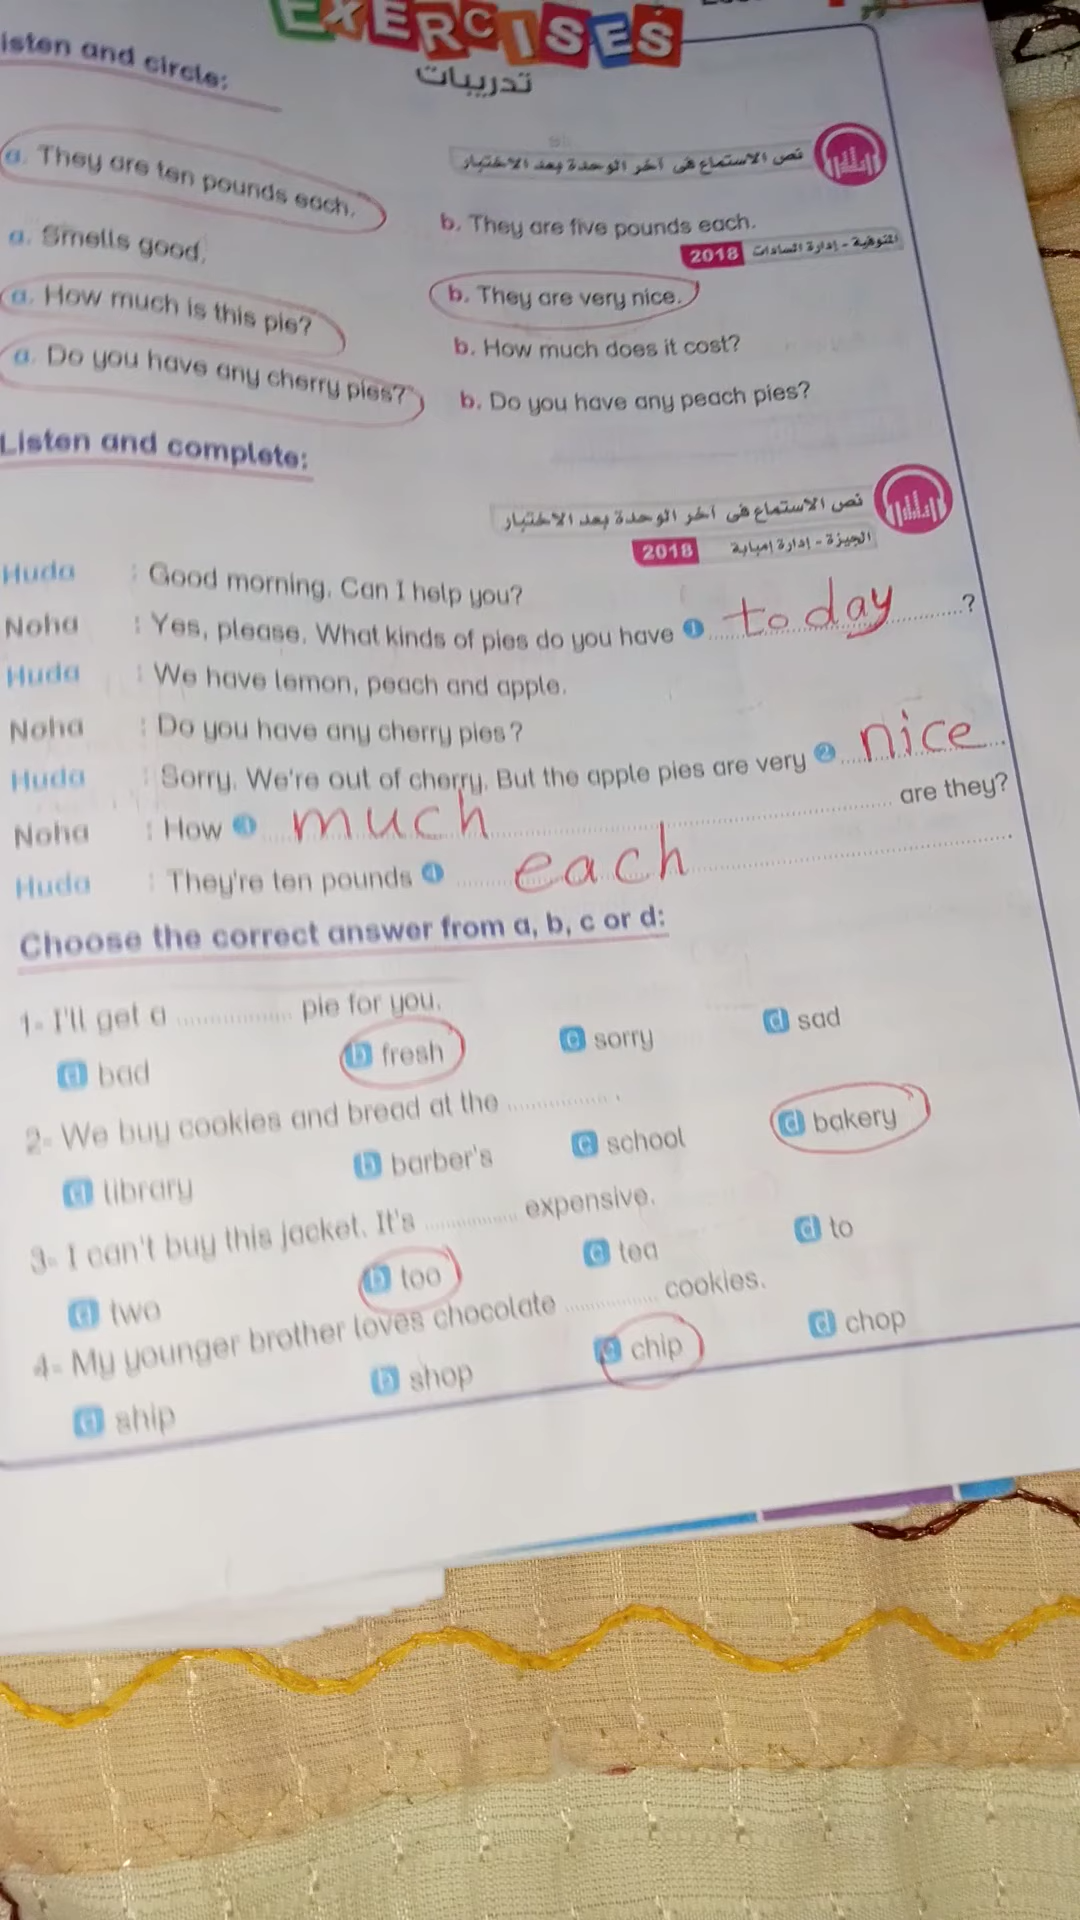 EXERCISES
تدريبات
isten and circle:
نص الاستماع فى آخر الوحدة بعد الاختبار
a. They are ten pounds each.
b. They are five pounds each.
المنوفية - إدارة السادات 2018
a. Smells good.
b. They are very nice.
a. How much is this pie?
b. How much does it cost?
a. Do you have any cherry pies?
b. Do you have any peach pies?
Listen and complete:
نص الاستماع فى آخر الوحدة بعد الاختبار
الجيزة - إدارة إمبابة 2018
Huda : Good morning. Can I help you?
Noha : Yes, please. What kinds of pies do you have 1 today ?
Huda : We have lemon, peach and apple.
Noha : Do you have any cherry pies?
Huda : Sorry. We're out of cherry. But the apple pies are very 2 nice .
Noha : How 3 much are they?
Huda : They're ten pounds 4 each .
Choose the correct answer from a, b, c or d:
1- I'll get a ................. pie for you.
a bad b fresh c sorry d sad
2- We buy cookies and bread at the ............... .
a library b barber's c school d bakery
3- I can't buy this jacket. It's ............... expensive.
a two b too c tea d to
4- My younger brother loves chocolate ............... cookies.
a ship b shop c chip d chop